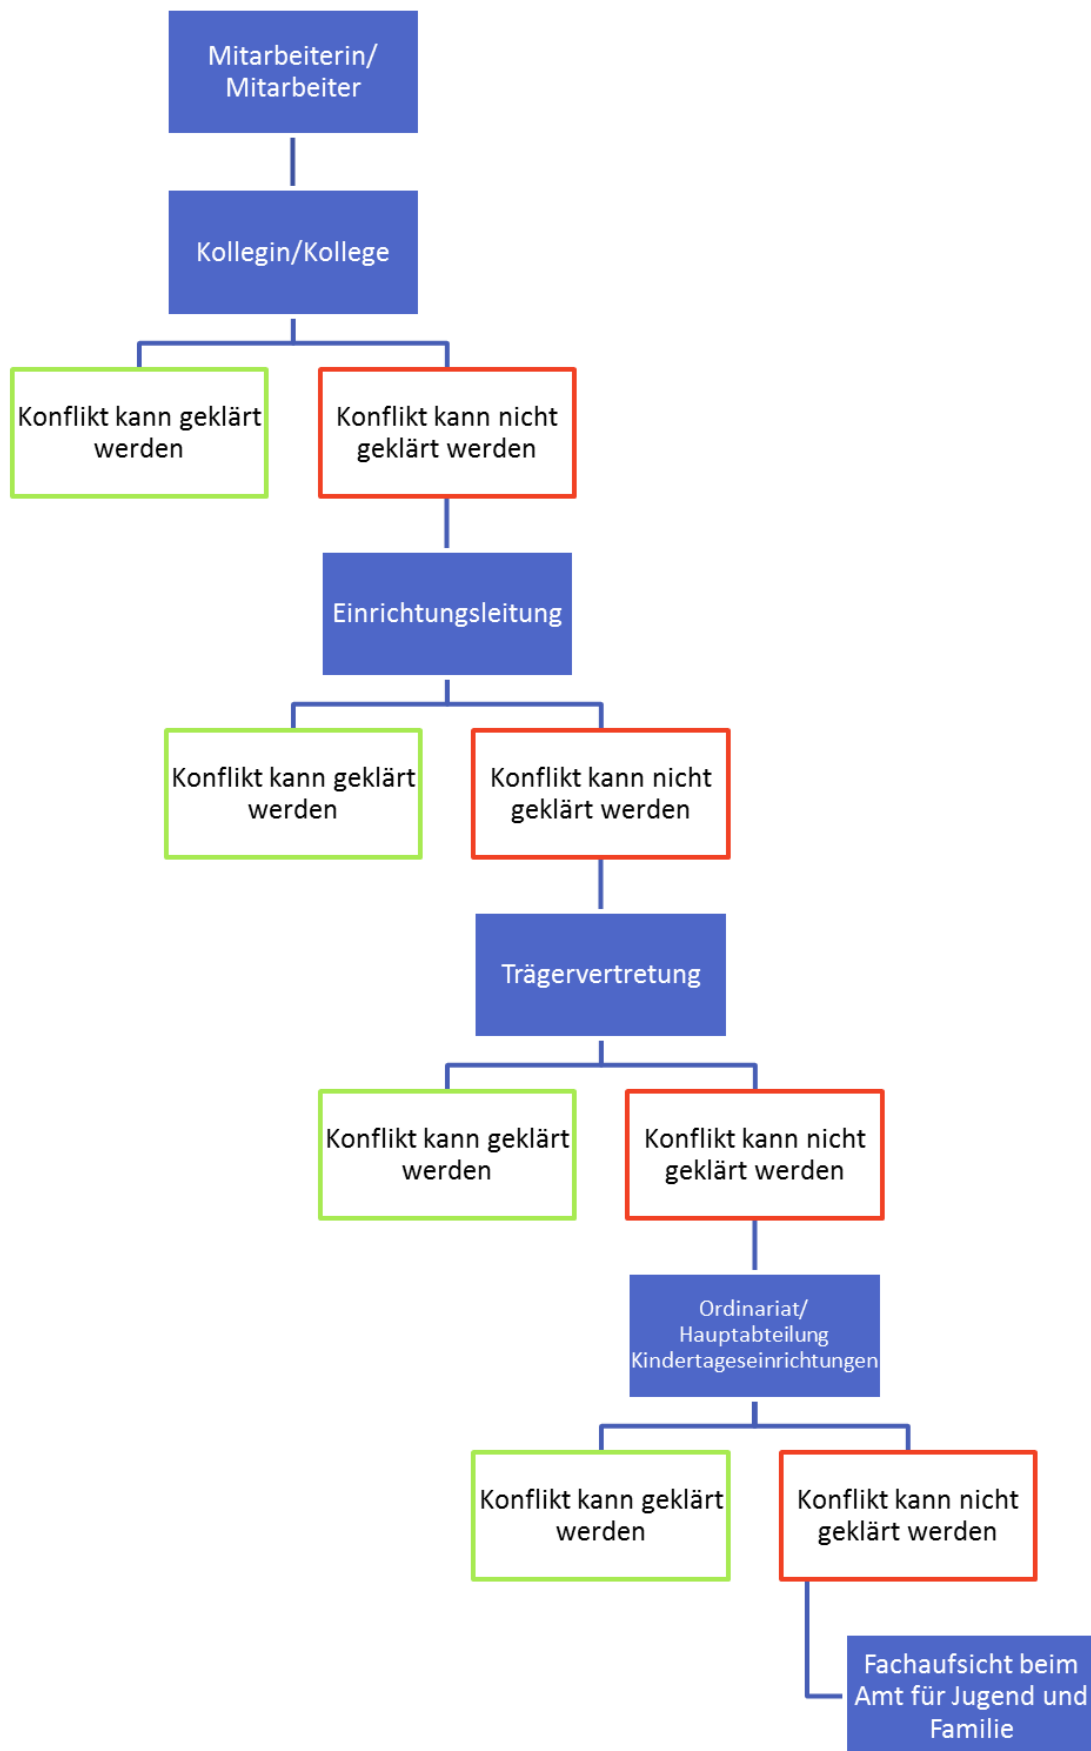 Mitarbeiterin/
Mitarbeiter
Kollegin/Kollege
Konflikt kann geklärt
werden
Konflikt kann nicht
geklärt werden
Einrichtungsleitung
Konflikt kann geklärt
werden
Konflikt kann nicht
geklärt werden
Trägervertretung
Konflikt kann geklärt
werden
Konflikt kann nicht
geklärt werden
Ordinariat/
Hauptabteilung
Kindertageseinrichtungen
Konflikt kann geklärt
werden
Konflikt kann nicht
geklärt werden
Fachaufsicht beim
Amt für Jugend und
Familie